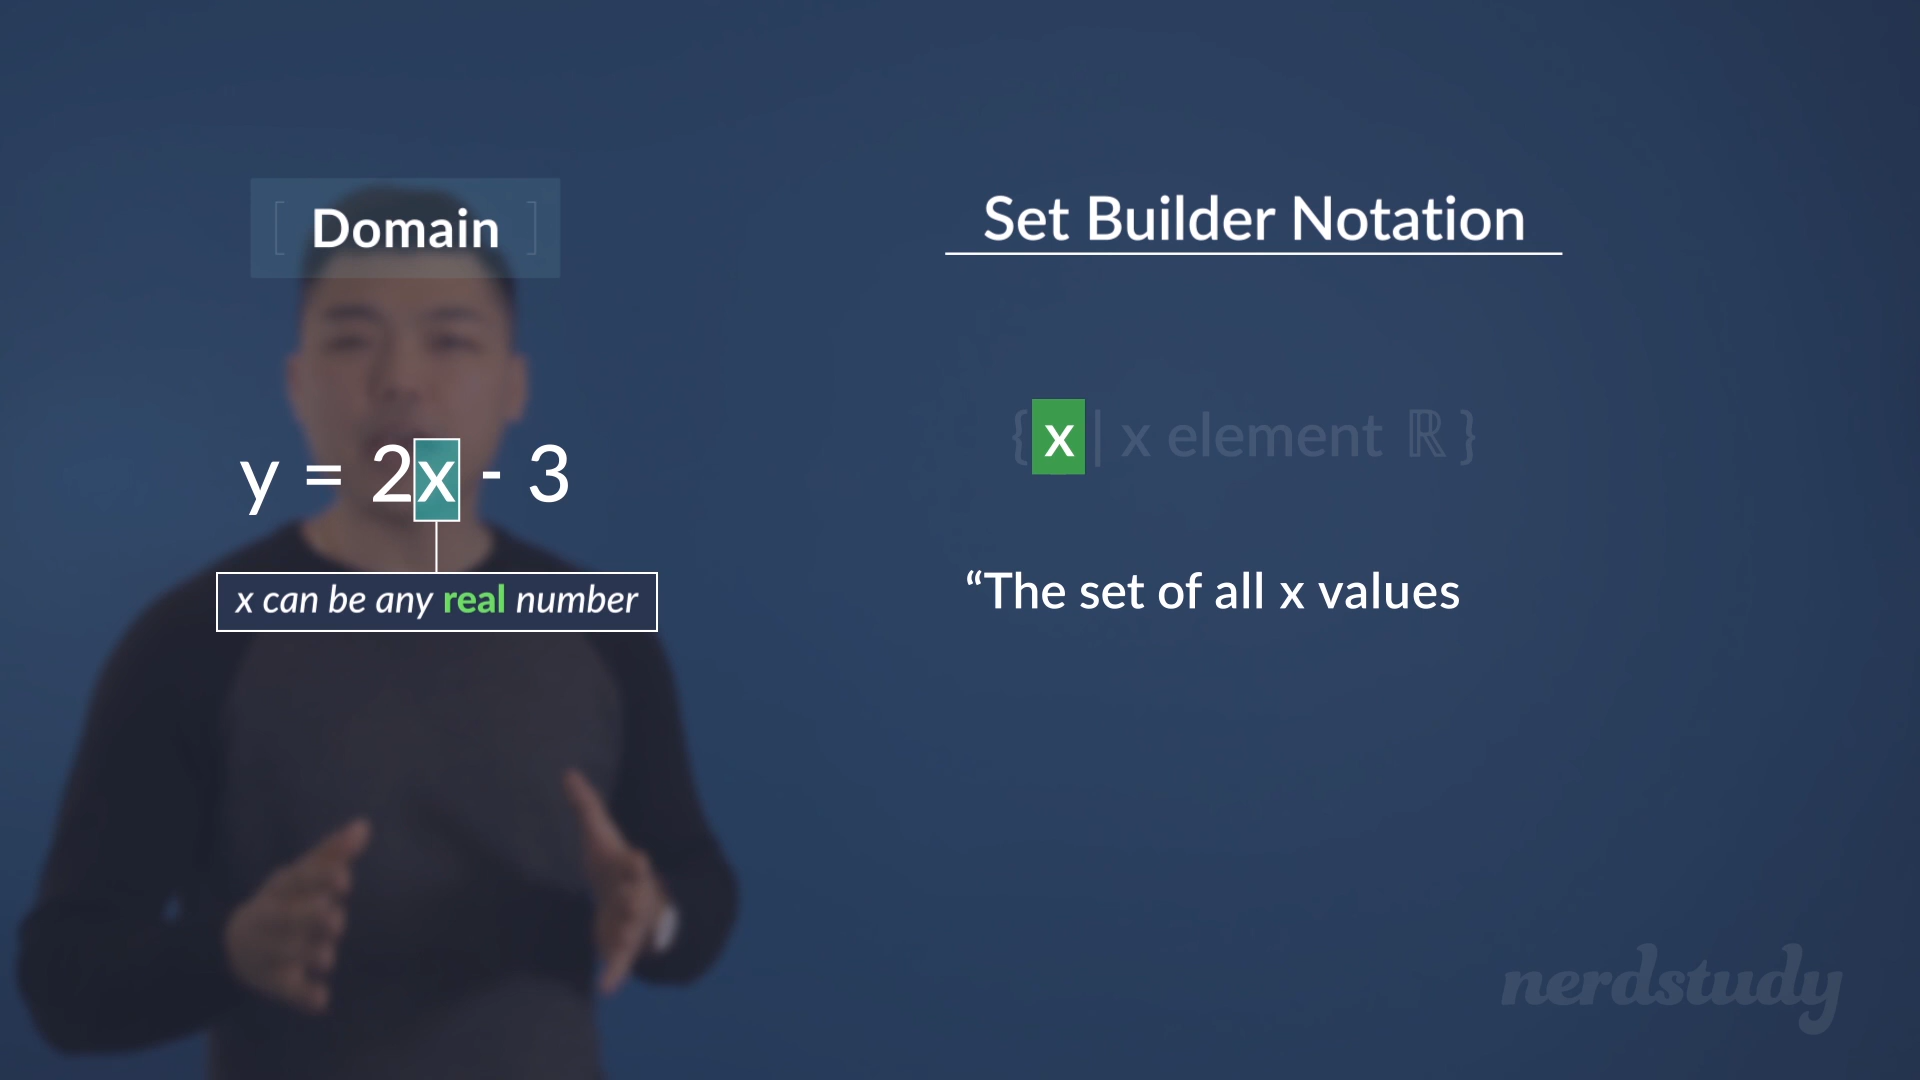 [ Domain ]
y = 2x - 3
x can be any real number
Set Builder Notation
{ x | x element ℝ }
“The set of all x values
nerdstudy